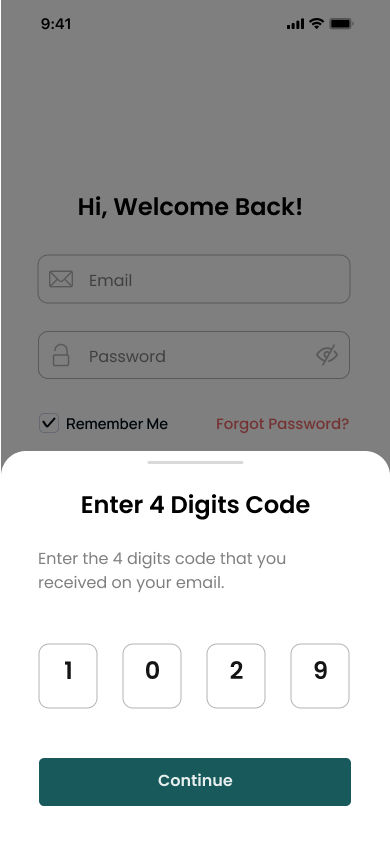 9:41
Hi, Welcome Back!
Email
Password
Remember Me Forgot Password?
Enter 4 Digits Code
Enter the 4 digits code that you
received on your email.
1 0 2 9
Continue